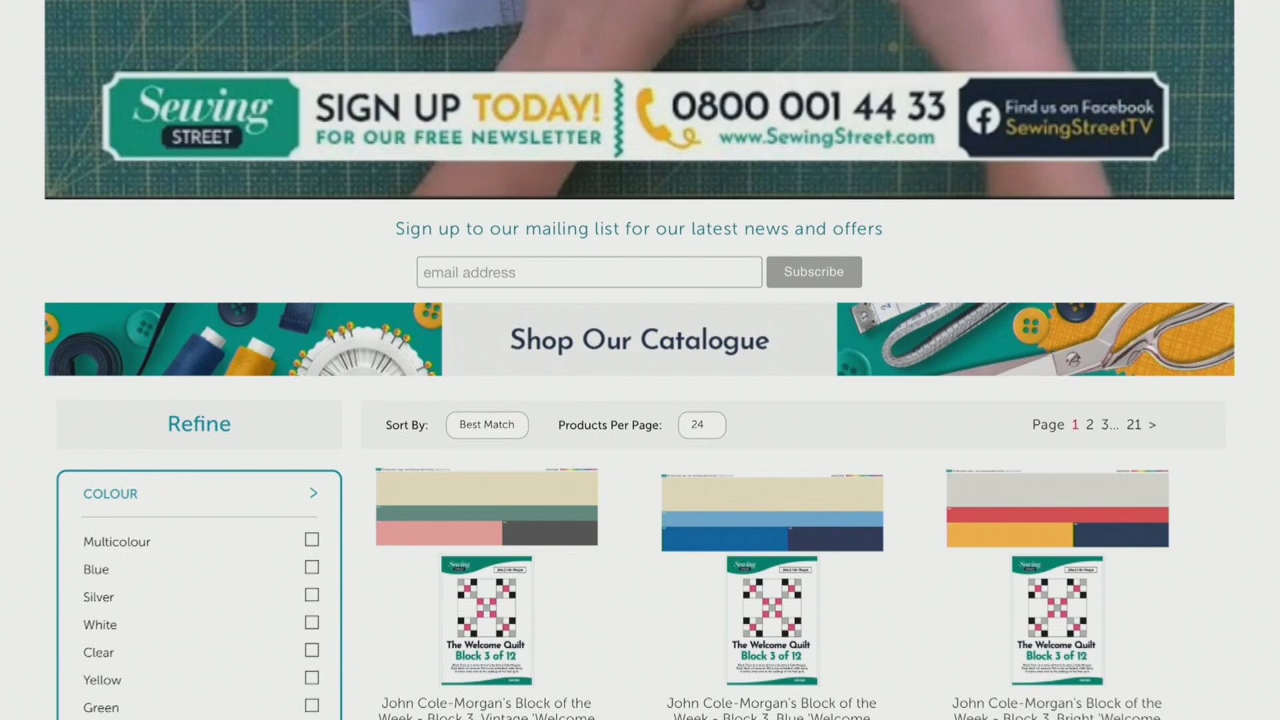 Sewing
STREET
SIGN UP TODAY!
FOR OUR FREE NEWSLETTER
0800 001 44 33
www.SewingStreet.com
Find us on Facebook
SewingStreetTV
Sign up to our mailing list for our latest news and offers
email address
Subscribe
Shop Our Catalogue
Refine
Sort By: Best Match Products Per Page: 24
Page 1 2 3... 21 >
COLOUR >
Multicolour
Blue
Silver
White
Clear
Yellow
Green
Sewing
STREET
The Welcome Quilt
Block 3 of 12
John Cole-Morgan's Block of the
Week - Block 3 Vintage 'Welcome
Sewing
STREET
The Welcome Quilt
Block 3 of 12
John Cole-Morgan's Block of the
Week - Block 3 Blue 'Welcome
Sewing
STREET
The Welcome Quilt
Block 3 of 12
John Cole-Morgan's Block of the
Week - Block 3 Bright 'Welcome